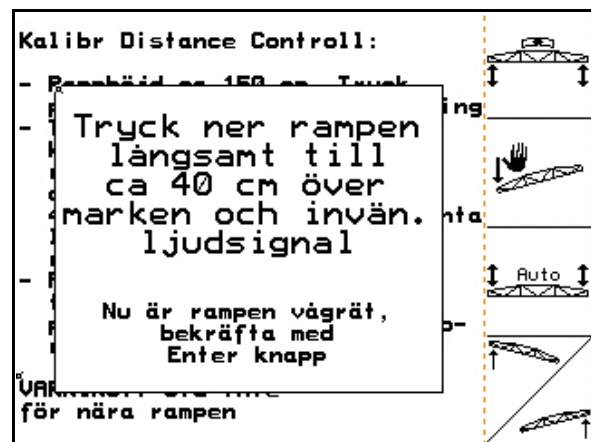 Kalibr Distance Controll:
Tryck ner rampen
långsamt till
ca 40 cm över
marken och invän.
ljudsignal
Nu är rampen vågrät,
bekräfta med
Enter knapp
för nära rampen
Auto